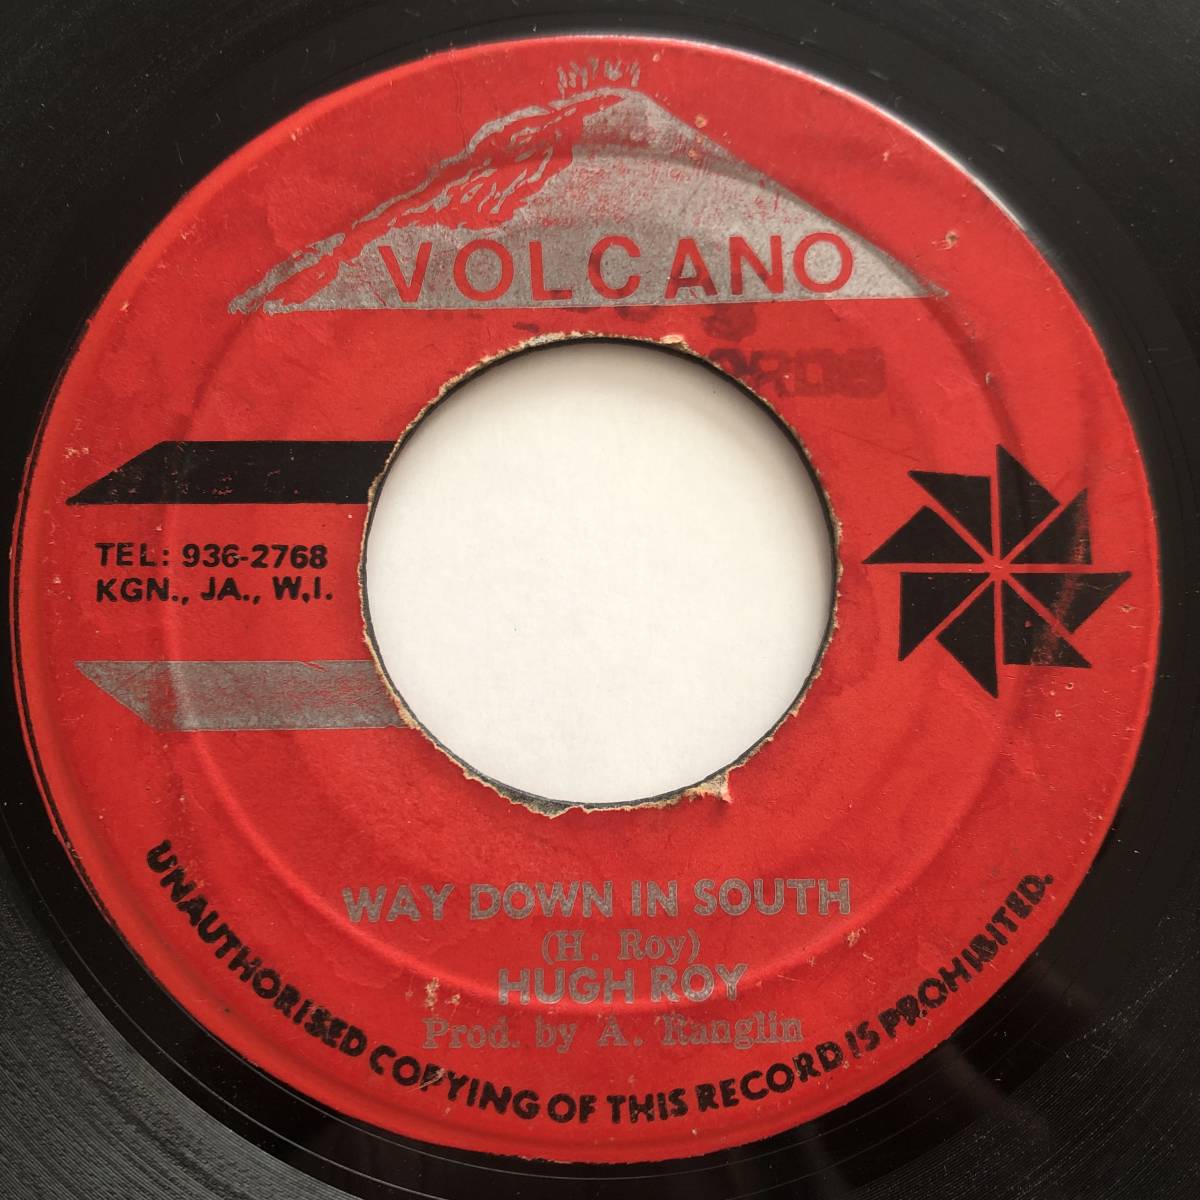 VOLCANO
TEL: 936-2768
KGN., JA., W.I.
WAY DOWN IN SOUTH
(H. Roy)
HUGH ROY
Prod. by A. Ranglin
UNAUTHORISED COPYING OF THIS RECORD IS PROHIBITED.